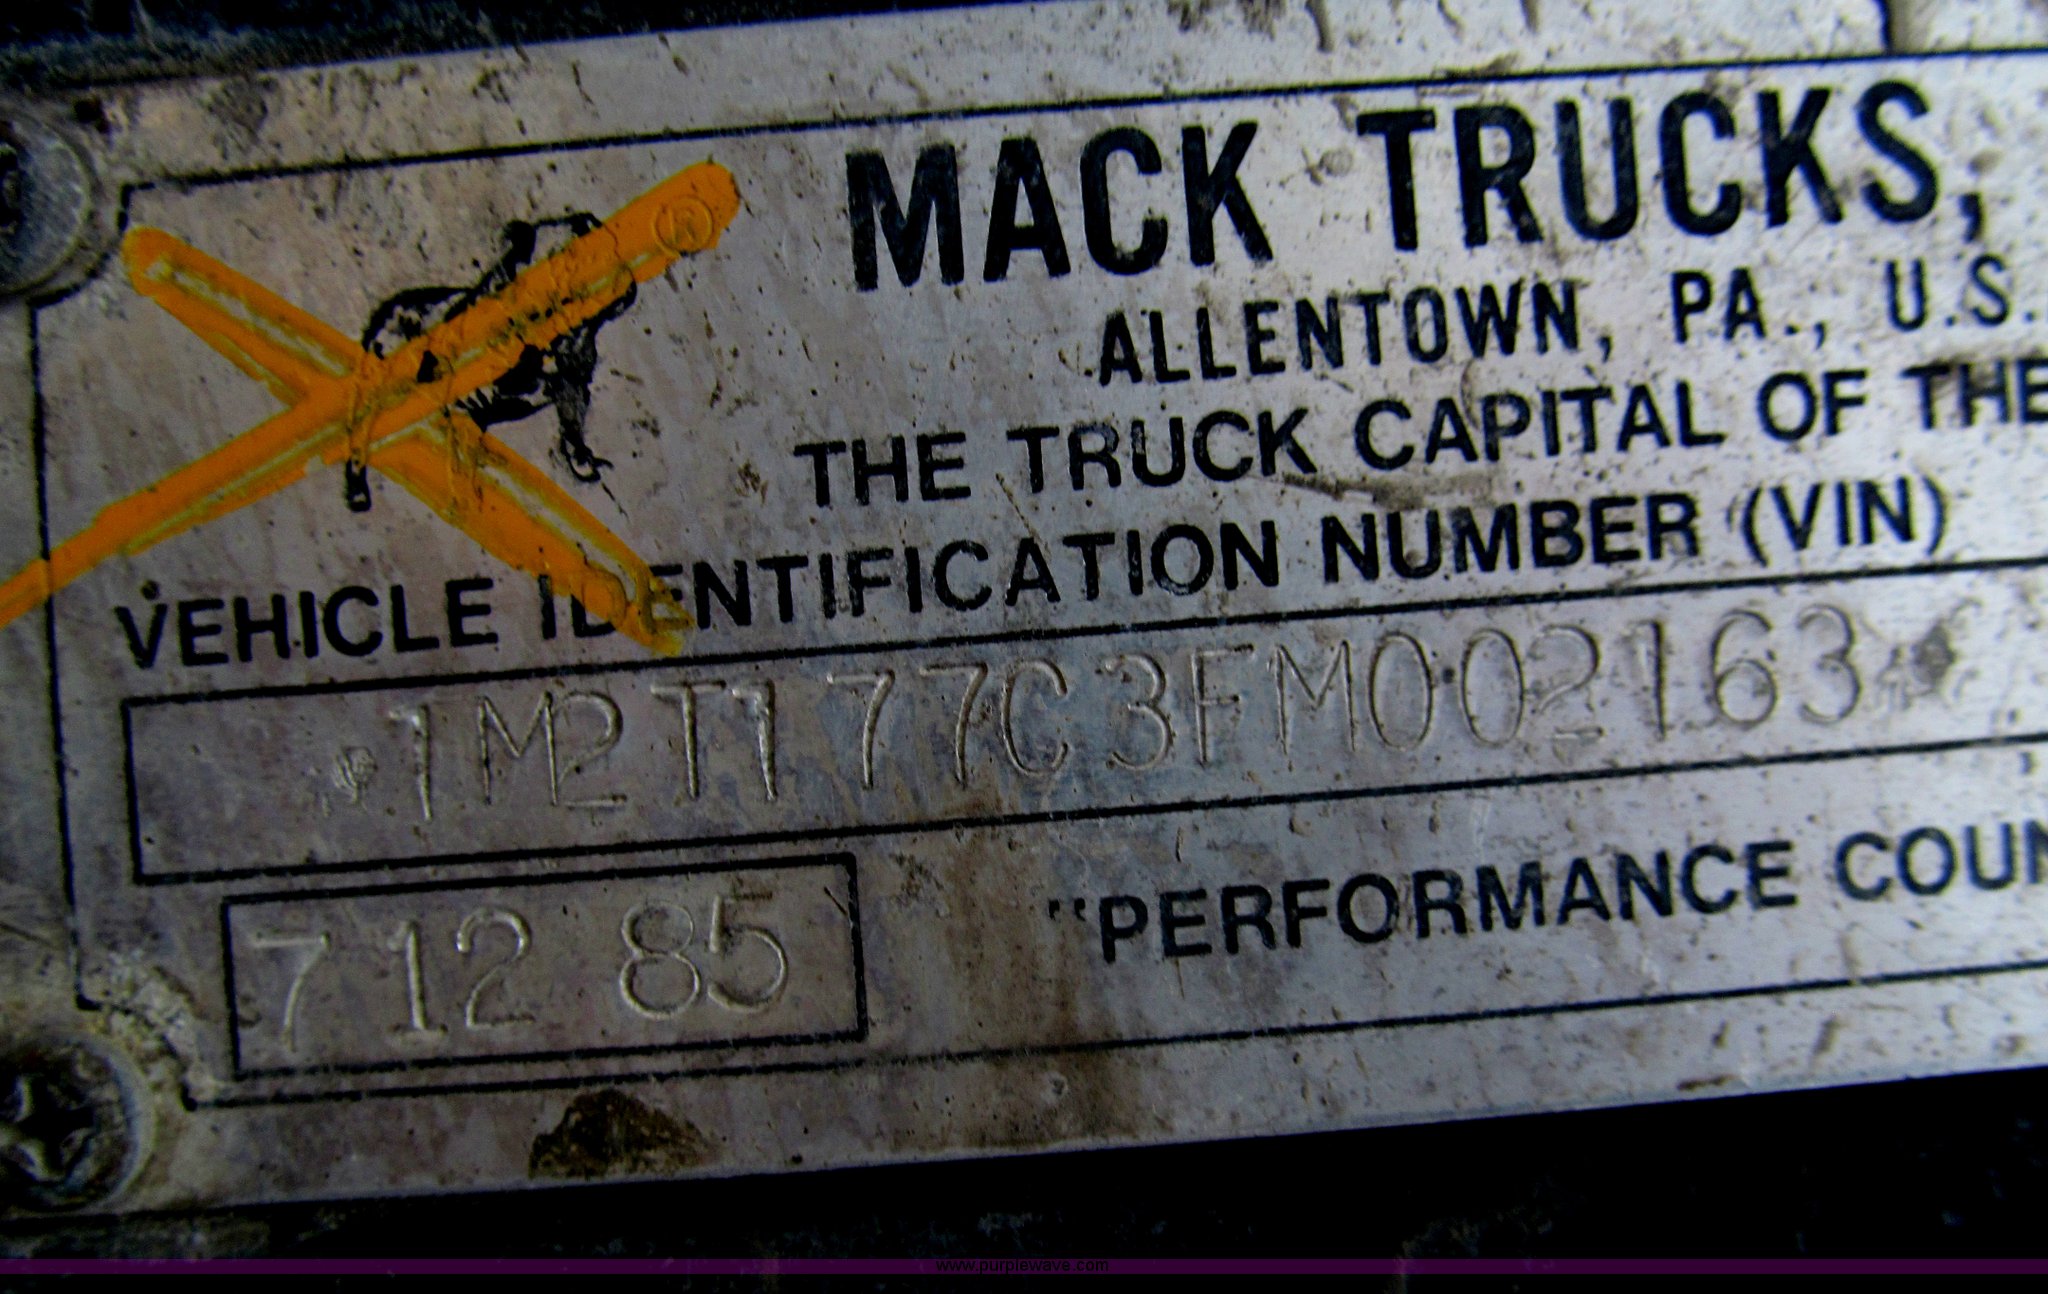 ®
MACK TRUCKS,
ALLENTOWN, PA., U.S.
THE TRUCK CAPITAL OF THE
VEHICLE IDENTIFICATION NUMBER (VIN)
1M2T177C3FM002163
7 12 85
"PERFORMANCE COUN
www.purplewave.com